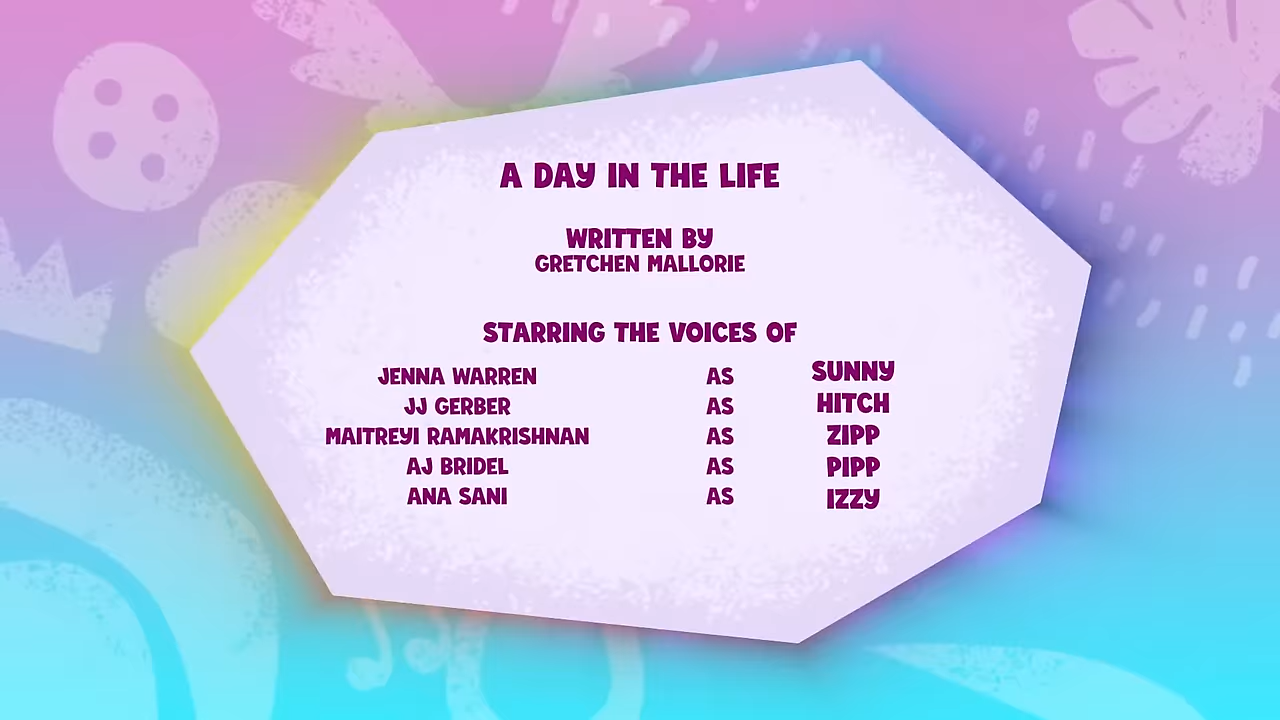 A DAY IN THE LIFE
WRITTEN BY
GRETCHEN MALLORIE
STARRING THE VOICES OF
JENNA WARREN AS SUNNY
JJ GERBER AS HITCH
MAITREYI RAMAKRISHNAN AS ZIPP
AJ BRIDEL AS PIPP
ANA SANI AS IZZY